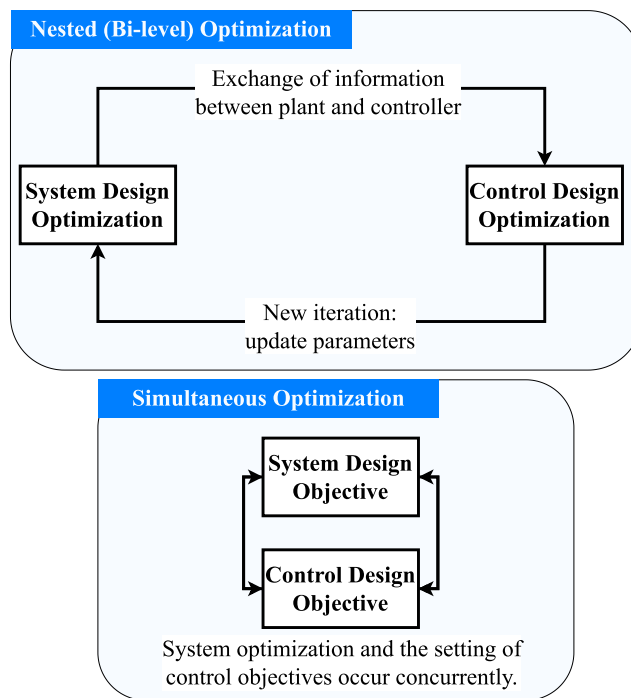 Nested (Bi-level) Optimization
Exchange of information
between plant and controller
System Design
Optimization
Control Design
Optimization
New iteration:
update parameters
Simultaneous Optimization
System Design
Objective
Control Design
Objective
System optimization and the setting of
control objectives occur concurrently.